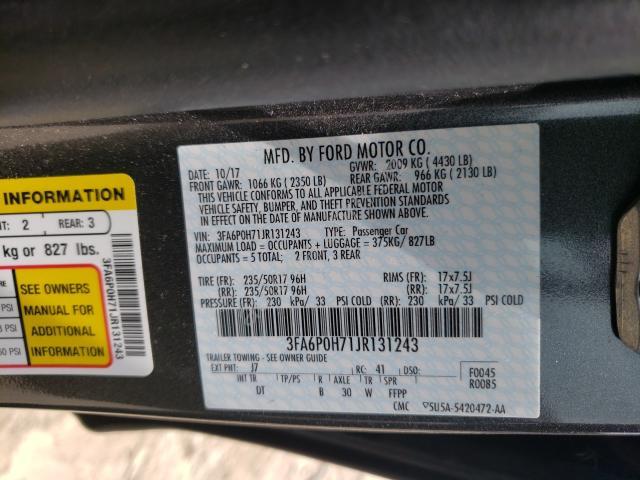 INFORMATION
2 REAR: 3
kg or 827 lbs.
SEE OWNERS
MANUAL FOR
ADDITIONAL
INFORMATION
PSI
PSI
PSI
3FA6P0H71JR131243
MFD. BY FORD MOTOR CO.
DATE: 10/17 GVWR: 2009 KG ( 4430 LB)
FRONT GAWR: 1066 KG ( 2350 LB) REAR GAWR: 966 KG ( 2130 LB)
THIS VEHICLE CONFORMS TO ALL APPLICABLE FEDERAL MOTOR
VEHICLE SAFETY, BUMPER, AND THEFT PREVENTION STANDARDS
IN EFFECT ON THE DATE OF MANUFACTURE SHOWN ABOVE.
VIN: 3FA6P0H71JR131243 TYPE: Passenger Car
MAXIMUM LOAD = OCCUPANTS + LUGGAGE = 375KG/ 827LB
OCCUPANTS = 5 TOTAL; 2 FRONT, 3 REAR
TIRE (FR): 235/50R17 96H RIMS (FR): 17x7.5J
(RR): 235/50R17 96H (RR): 17x7.5J
PRESSURE (FR): 230 kPa/ 33 PSI COLD (RR): 230 kPa/ 33 PSI COLD
3FA6P0H71JR131243
TRAILER TOWING - SEE OWNER GUIDE
EXT PNT: J7 RC: 41 DSO: F0045
INT TR TP/PS R AXLE TR SPR R0085
DT B 30 W FFPP
CMC ▽5U5A-5420472-AA